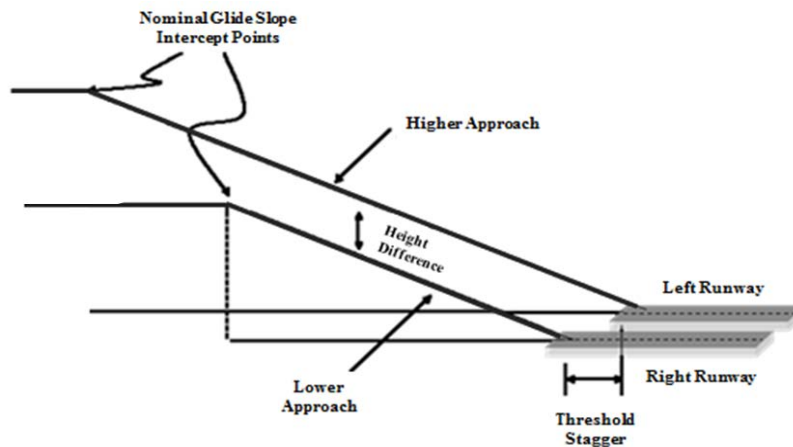 Nominal Glide Slope
Intercept Points
Higher Approach
Height
Difference
Left Runway
Right Runway
Lower
Approach
Threshold
Stagger